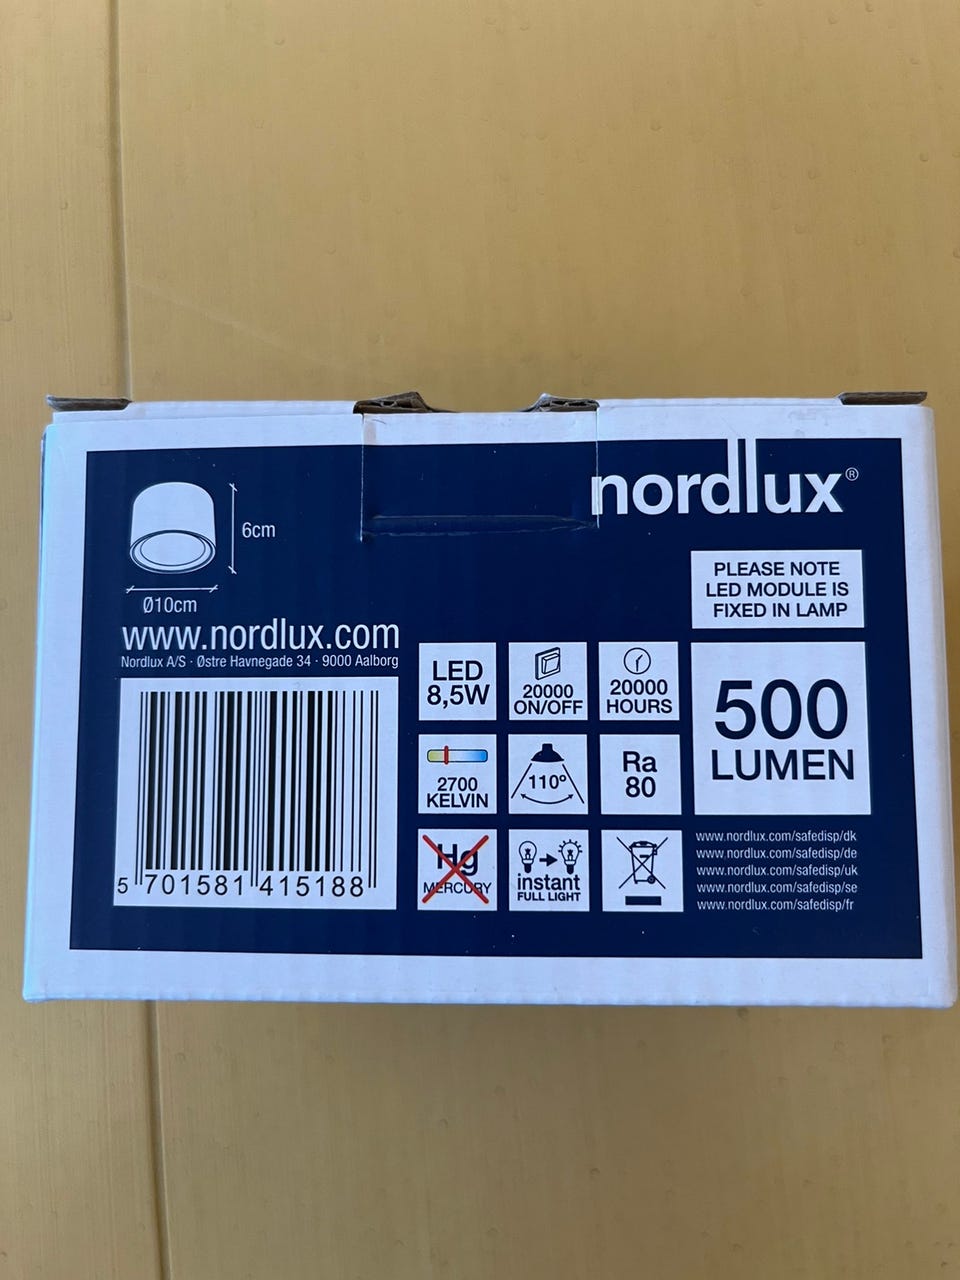 nordlux®
6cm
Ø10cm
PLEASE NOTE
LED MODULE IS
FIXED IN LAMP
www.nordlux.com
Nordlux A/S · Østre Havnegade 34 · 9000 Aalborg
LED
8,5W
20000
ON/OFF
20000
HOURS
500
LUMEN
2700
KELVIN
110°
Ra
80
Hg
MERCURY
instant
FULL LIGHT
www.nordlux.com/safedisp/dk
www.nordlux.com/safedisp/de
www.nordlux.com/safedisp/uk
www.nordlux.com/safedisp/se
www.nordlux.com/safedisp/fr
5 701581 415188